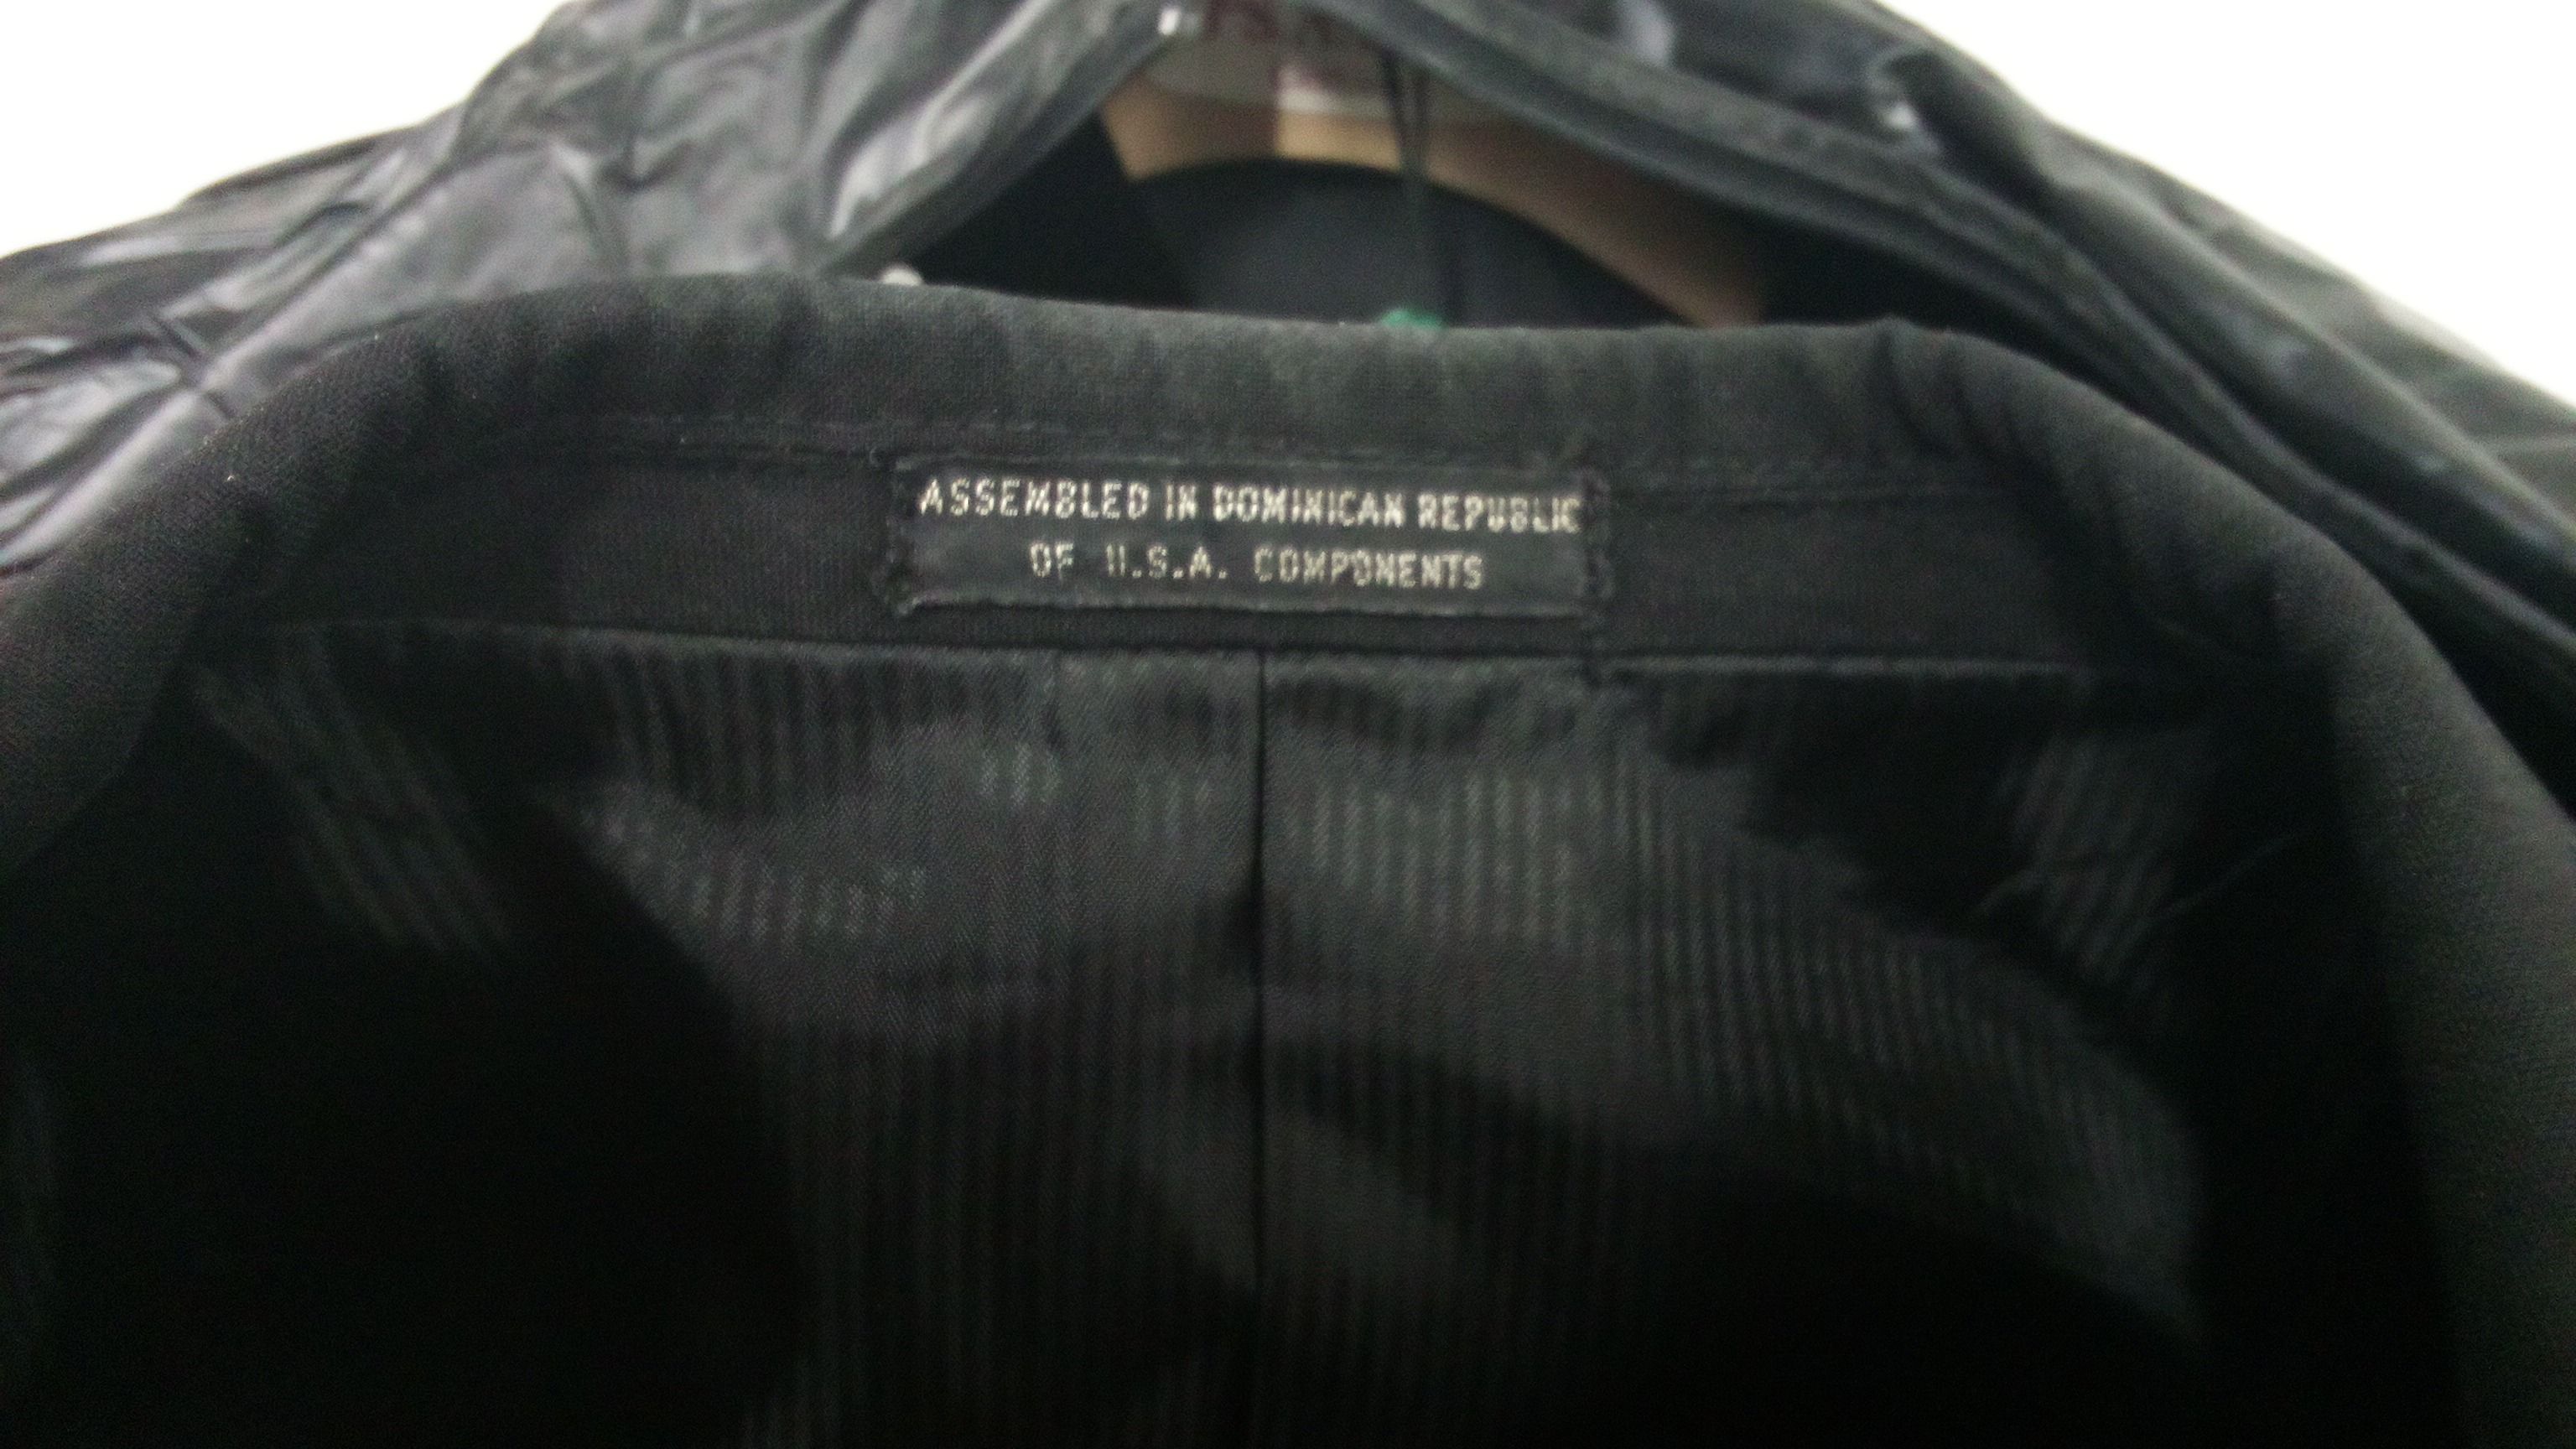 ASSEMBLED IN DOMINICAN REPUBLIC
OF U.S.A. COMPONENTS